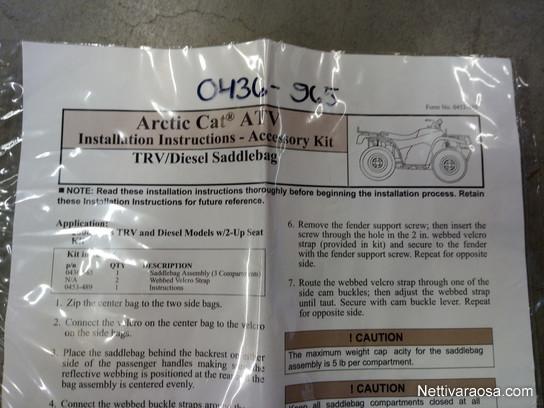 0436-965
Form No. 0453-
Arctic Cat® ATV
Installation Instructions - Accessory Kit
TRV/Diesel Saddlebag
■ NOTE: Read these installation instructions thoroughly before beginning the installation process. Retain
these Installation Instructions for future reference.
Application:
TRV and Diesel Models w/2-Up Seat
Kit
Kit
p/n QTY DESCRIPTION
1 Saddlebag Assembly (3 Compartments)
N/A 2 Webbed Velcro Strap
0453-489 1 Instructions
1. Zip the center bag to the two side bags.
2. Connect the velcro on the center bag to the velcro
on the side bags.
3. Place the saddlebag behind the backrest on either
side of the passenger handles making sure the
reflective webbing is positioned at the rear of the
bag assembly is centered evenly.
4. Connect the webbed buckle straps around the
6. Remove the fender support screw; then insert the
screw through the hole in the 2 in. webbed velcro
strap (provided in kit) and secure to the fender
with the fender support screw. Repeat for opposite
side.
7. Route the webbed velcro strap through one of the
side cam buckles; then adjust the webbed strap
until taut. Secure with cam buckle lever. Repeat
for opposite side.
! CAUTION
The maximum weight cap acity for the saddlebag
assembly is 5 lb per compartment.
! CAUTION
Keep all saddlebag compartments closed at all
Nettivaraosa.com